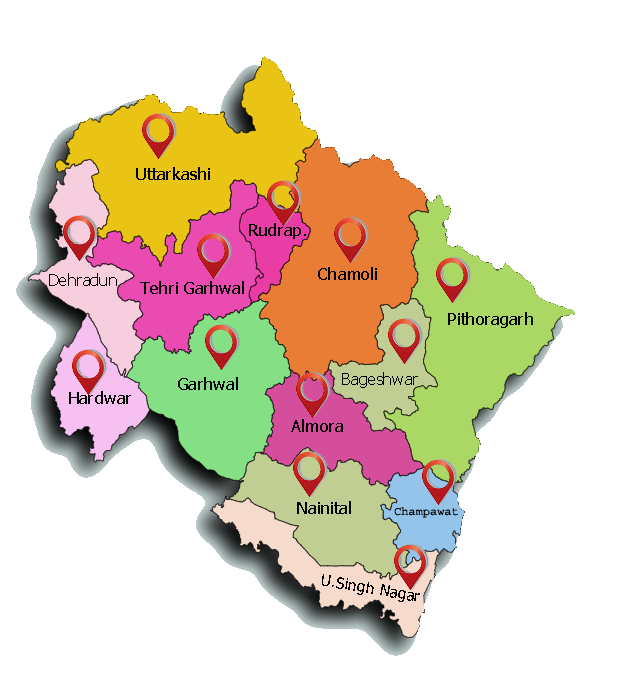 Uttarkashi
Rudrap.
Chamoli
Dehradun
Tehri Garhwal
Pithoragarh
Garhwal
Bageshwar
Hardwar
Almora
Nainital
Champawat
U.Singh Nagar